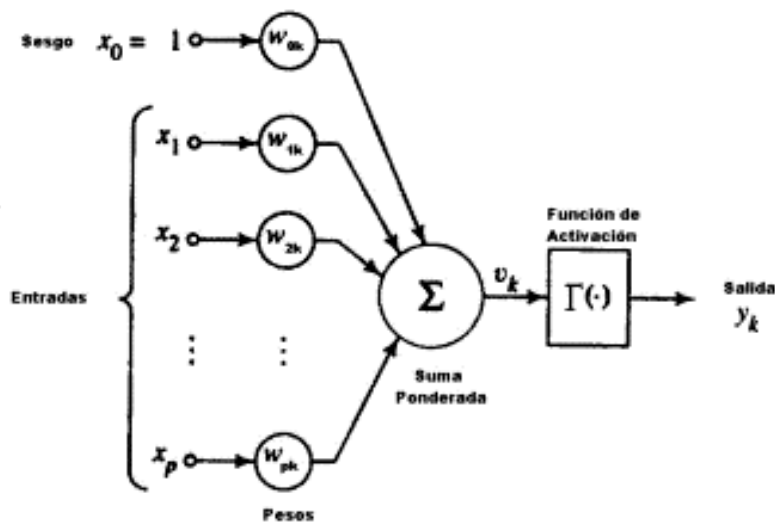 Sesgo x₀ = 1 w₀ₖ
x₁ w₁ₖ
x₂ w₂ₖ
Entradas
⋮ ⋮
xₚ wₚₖ
Pesos
Σ
Suma
Ponderada
vₖ
Función de
Activación
Γ(·)
Salida
yₖ